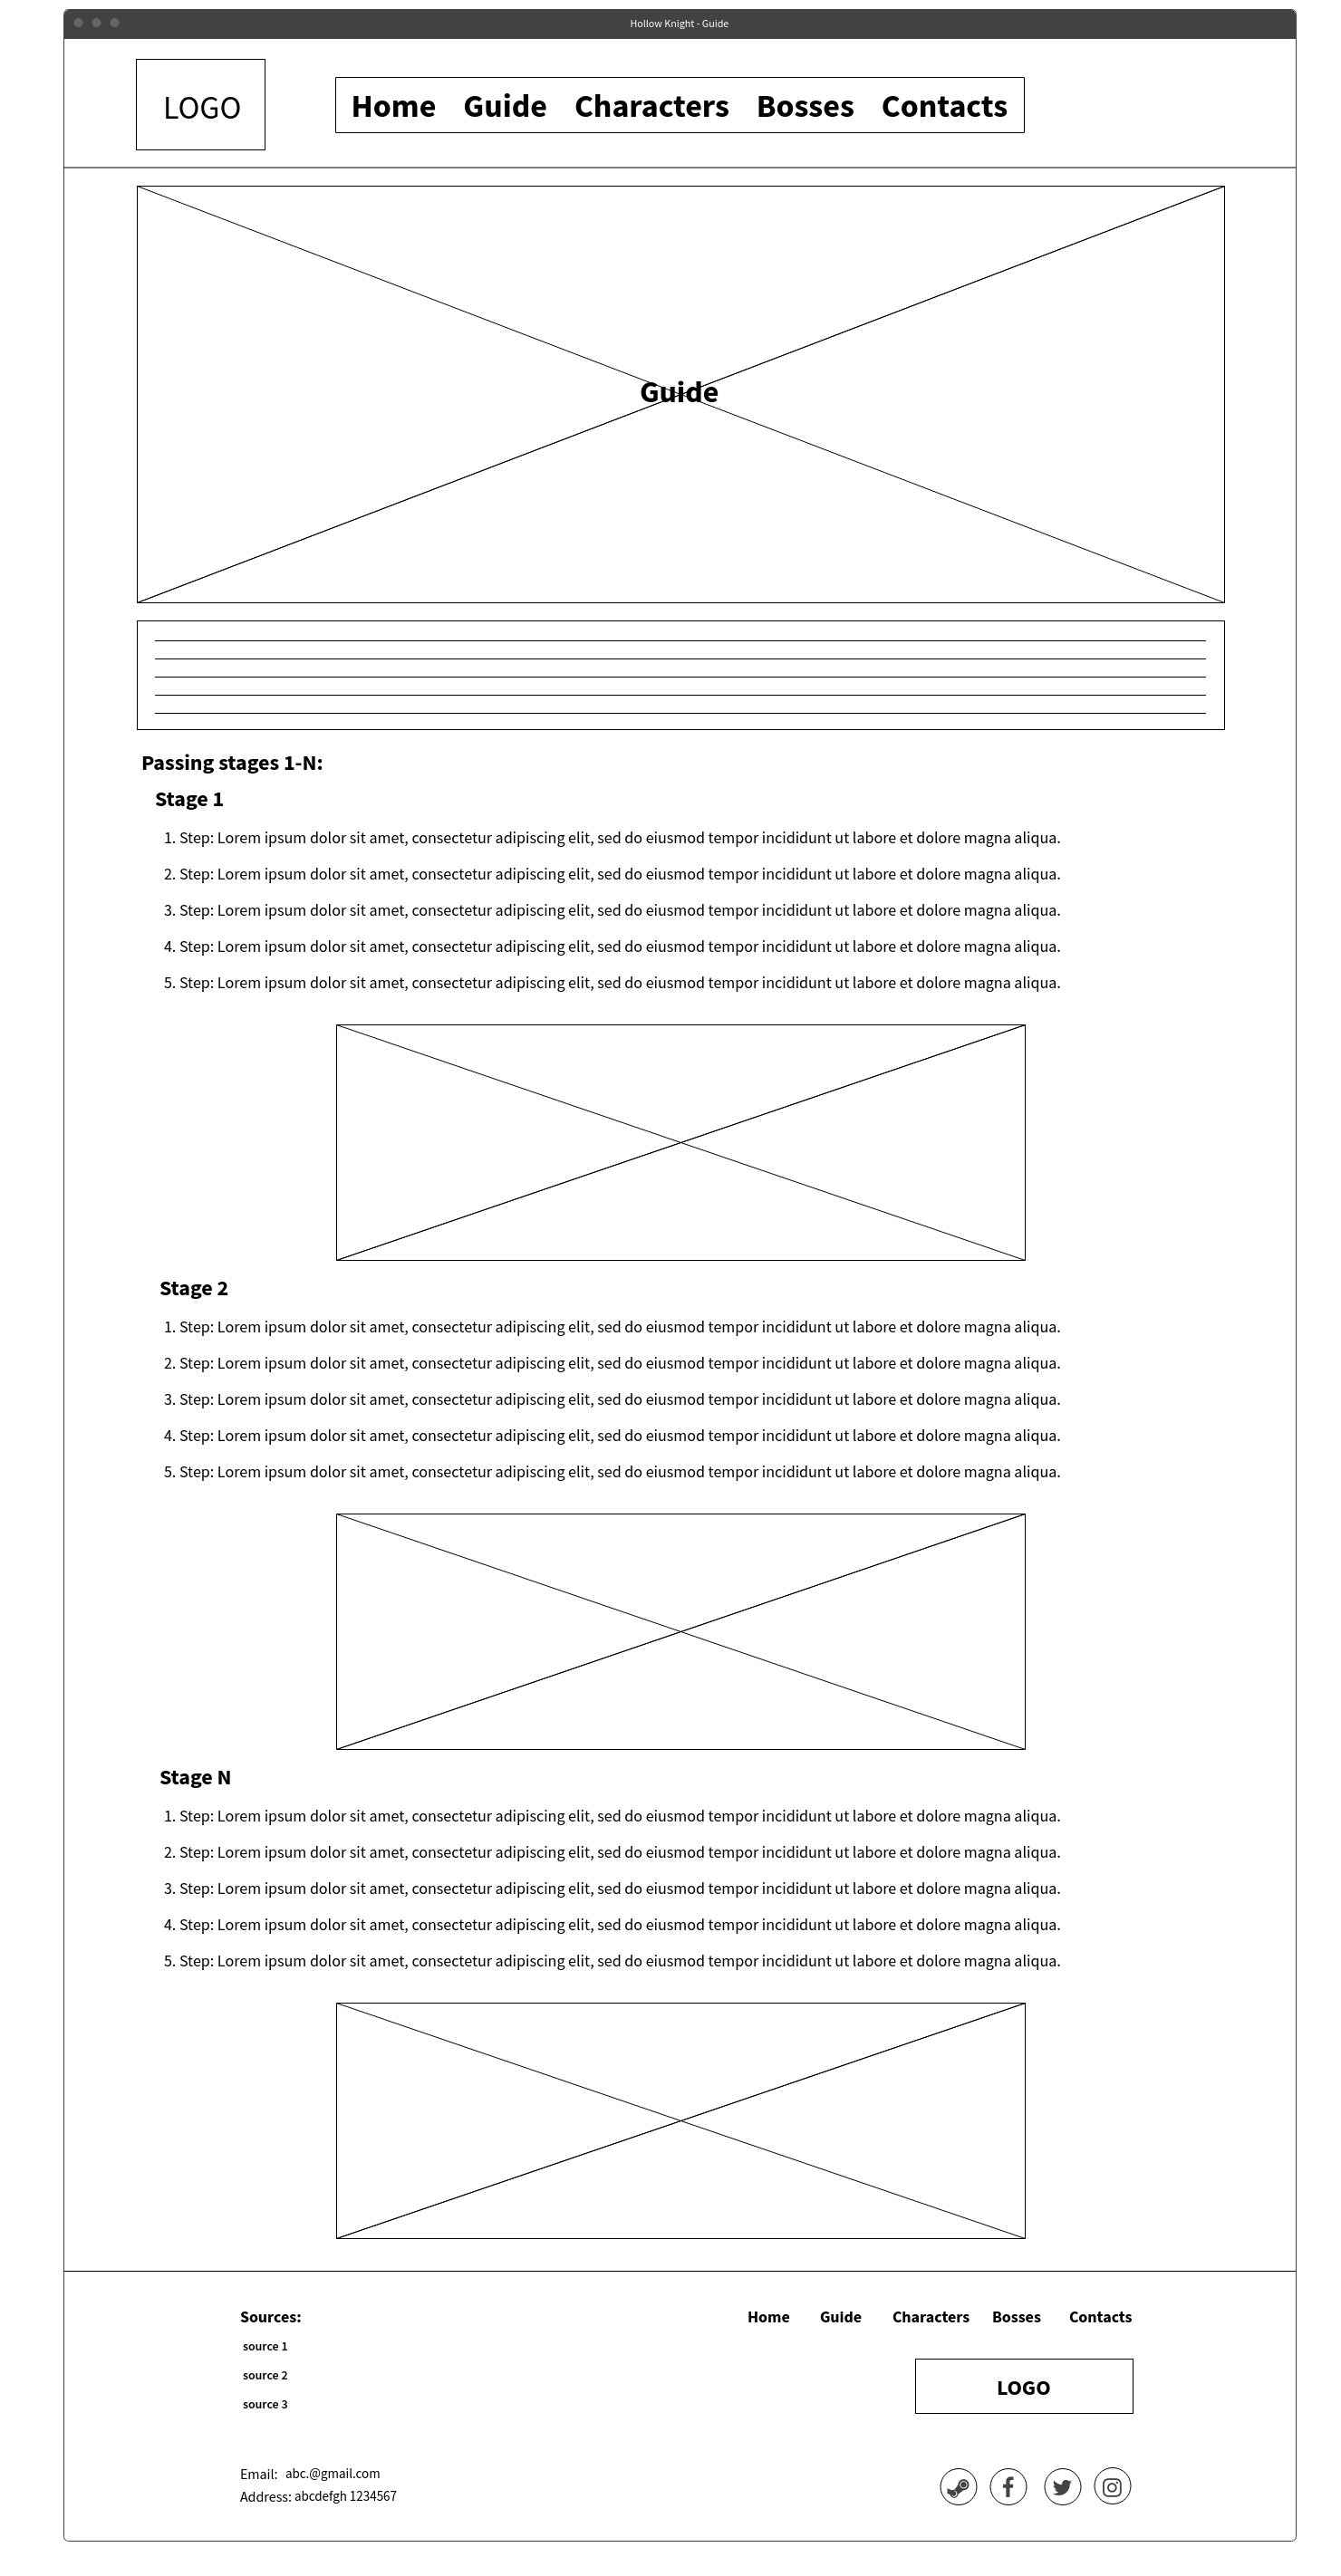 Hollow Knight - Guide
LOGO
Home Guide Characters Bosses Contacts
Guide
Passing stages 1-N:
Stage 1
1. Step: Lorem ipsum dolor sit amet, consectetur adipiscing elit, sed do eiusmod tempor incididunt ut labore et dolore magna aliqua.
2. Step: Lorem ipsum dolor sit amet, consectetur adipiscing elit, sed do eiusmod tempor incididunt ut labore et dolore magna aliqua.
3. Step: Lorem ipsum dolor sit amet, consectetur adipiscing elit, sed do eiusmod tempor incididunt ut labore et dolore magna aliqua.
4. Step: Lorem ipsum dolor sit amet, consectetur adipiscing elit, sed do eiusmod tempor incididunt ut labore et dolore magna aliqua.
5. Step: Lorem ipsum dolor sit amet, consectetur adipiscing elit, sed do eiusmod tempor incididunt ut labore et dolore magna aliqua.
Stage 2
1. Step: Lorem ipsum dolor sit amet, consectetur adipiscing elit, sed do eiusmod tempor incididunt ut labore et dolore magna aliqua.
2. Step: Lorem ipsum dolor sit amet, consectetur adipiscing elit, sed do eiusmod tempor incididunt ut labore et dolore magna aliqua.
3. Step: Lorem ipsum dolor sit amet, consectetur adipiscing elit, sed do eiusmod tempor incididunt ut labore et dolore magna aliqua.
4. Step: Lorem ipsum dolor sit amet, consectetur adipiscing elit, sed do eiusmod tempor incididunt ut labore et dolore magna aliqua.
5. Step: Lorem ipsum dolor sit amet, consectetur adipiscing elit, sed do eiusmod tempor incididunt ut labore et dolore magna aliqua.
Stage N
1. Step: Lorem ipsum dolor sit amet, consectetur adipiscing elit, sed do eiusmod tempor incididunt ut labore et dolore magna aliqua.
2. Step: Lorem ipsum dolor sit amet, consectetur adipiscing elit, sed do eiusmod tempor incididunt ut labore et dolore magna aliqua.
3. Step: Lorem ipsum dolor sit amet, consectetur adipiscing elit, sed do eiusmod tempor incididunt ut labore et dolore magna aliqua.
4. Step: Lorem ipsum dolor sit amet, consectetur adipiscing elit, sed do eiusmod tempor incididunt ut labore et dolore magna aliqua.
5. Step: Lorem ipsum dolor sit amet, consectetur adipiscing elit, sed do eiusmod tempor incididunt ut labore et dolore magna aliqua.
Sources:
source 1
source 2
source 3
Email: abc.@gmail.com
Address: abcdefgh 1234567
Home Guide Characters Bosses Contacts
LOGO